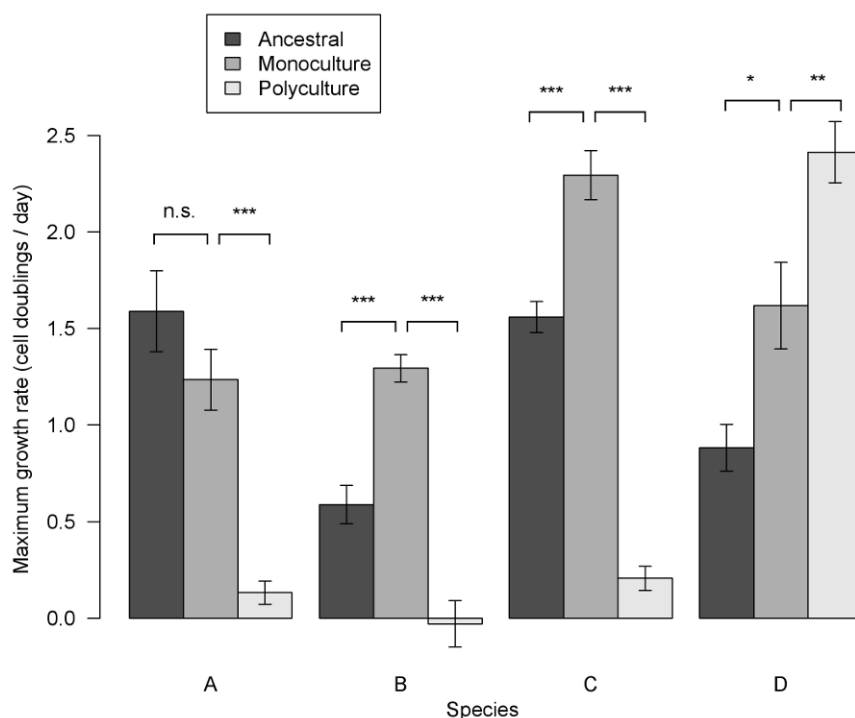 Ancestral
Monoculture
Polyculture
* **
*** ***
n.s. ***
*** ***
Maximum growth rate (cell doublings / day)
2.5
2.0
1.5
1.0
0.5
0.0
A B C D
Species